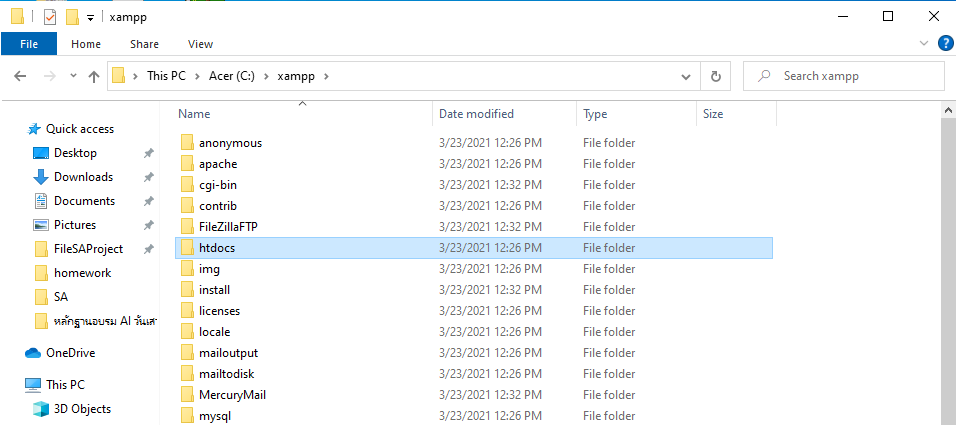 xampp
File Home Share View
This PC Acer (C:) xampp Search xampp
Name Date modified Type Size
Quick access
Desktop
Downloads
Documents
Pictures
FileSAProject
homework
SA
หลักฐานอบรม AI วันเสา
OneDrive
This PC
3D Objects
anonymous 3/23/2021 12:26 PM File folder
apache 3/23/2021 12:26 PM File folder
cgi-bin 3/23/2021 12:32 PM File folder
contrib 3/23/2021 12:26 PM File folder
FileZillaFTP 3/23/2021 12:32 PM File folder
htdocs 3/23/2021 12:26 PM File folder
img 3/23/2021 12:26 PM File folder
install 3/23/2021 12:32 PM File folder
licenses 3/23/2021 12:26 PM File folder
locale 3/23/2021 12:26 PM File folder
mailoutput 3/23/2021 12:26 PM File folder
mailtodisk 3/23/2021 12:26 PM File folder
MercuryMail 3/23/2021 12:32 PM File folder
mysql 3/23/2021 12:26 PM File folder